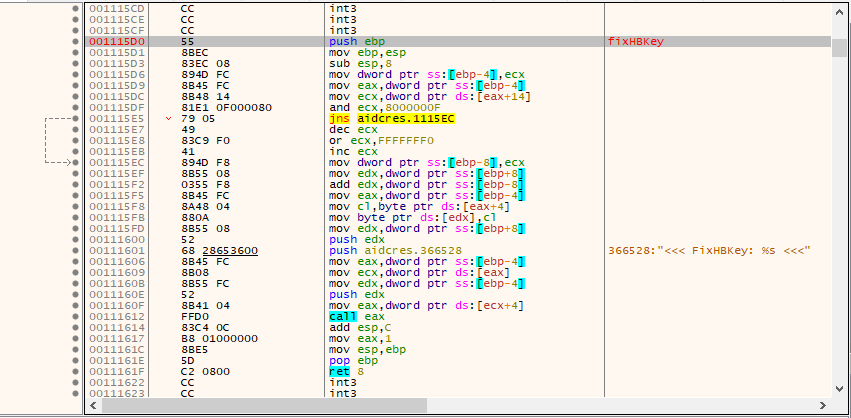 001115CD CC int3
001115CE CC int3
001115CF CC int3
001115D0 55 push ebp fixHBKey
001115D1 8BEC mov ebp,esp
001115D3 83EC 08 sub esp,8
001115D6 894D FC mov dword ptr ss:[ebp-4],ecx
001115D9 8B45 FC mov eax,dword ptr ss:[ebp-4]
001115DC 8B48 14 mov ecx,dword ptr ds:[eax+14]
001115DF 81E1 0F000080 and ecx,8000000F
001115E5 79 05 jns aidcres.1115EC
001115E7 49 dec ecx
001115E8 83C9 F0 or ecx,FFFFFFF0
001115EB 41 inc ecx
001115EC 894D F8 mov dword ptr ss:[ebp-8],ecx
001115EF 8B55 08 mov edx,dword ptr ss:[ebp+8]
001115F2 0355 F8 add edx,dword ptr ss:[ebp-8]
001115F5 8B45 FC mov eax,dword ptr ss:[ebp-4]
001115F8 8A48 04 mov cl,byte ptr ds:[eax+4]
001115FB 880A mov byte ptr ds:[edx],cl
001115FD 8B55 08 mov edx,dword ptr ss:[ebp+8]
00111600 52 push edx
00111601 68 28653600 push aidcres.366528 366528:"<<< FixHBKey: %s <<<"
00111606 8B45 FC mov eax,dword ptr ss:[ebp-4]
00111609 8B08 mov ecx,dword ptr ds:[eax]
0011160B 8B55 FC mov edx,dword ptr ss:[ebp-4]
0011160E 52 push edx
0011160F 8B41 04 mov eax,dword ptr ds:[ecx+4]
00111612 FFD0 call eax
00111614 83C4 0C add esp,C
00111617 B8 01000000 mov eax,1
0011161C 8BE5 mov esp,ebp
0011161E 5D pop ebp
0011161F C2 0800 ret 8
00111622 CC int3
00111623 CC int3